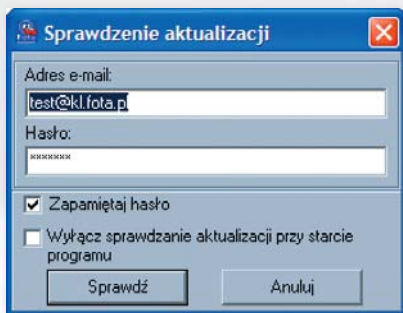 Sprawdzenie aktualizacji
Adres e-mail:
test@kl.fota.pl
Hasło:
*******
Zapamiętaj hasło
Wyłącz sprawdzanie aktualizacji przy starcie
programu
Sprawdź
Anuluj